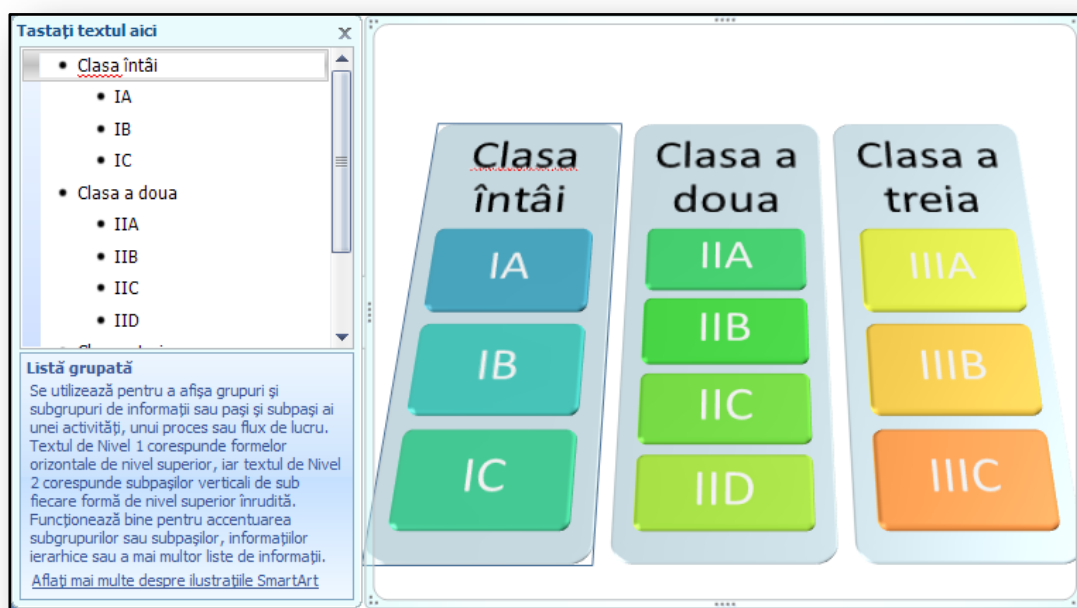 Tastați textul aici
x
Clasa întâi
IA
IB
IC
Clasa a doua
IIA
IIB
IIC
IID
Listă grupată
Se utilizează pentru a afișa grupuri și
subgrupuri de informații sau pași și subpași ai
unei activități, unui proces sau flux de lucru.
Textul de Nivel 1 corespunde formelor
orizontale de nivel superior, iar textul de Nivel
2 corespunde subpașilor verticali de sub
fiecare formă de nivel superior înrudită.
Funcționează bine pentru accentuarea
subgrupurilor sau subpașilor, informațiilor
ierarhice sau a mai multor liste de informații.
Aflați mai multe despre ilustrațiile SmartArt
Clasa
întâi
IA
IB
IC
Clasa a
doua
IIA
IIB
IIC
IID
Clasa a
treia
IIIA
IIIB
IIIC